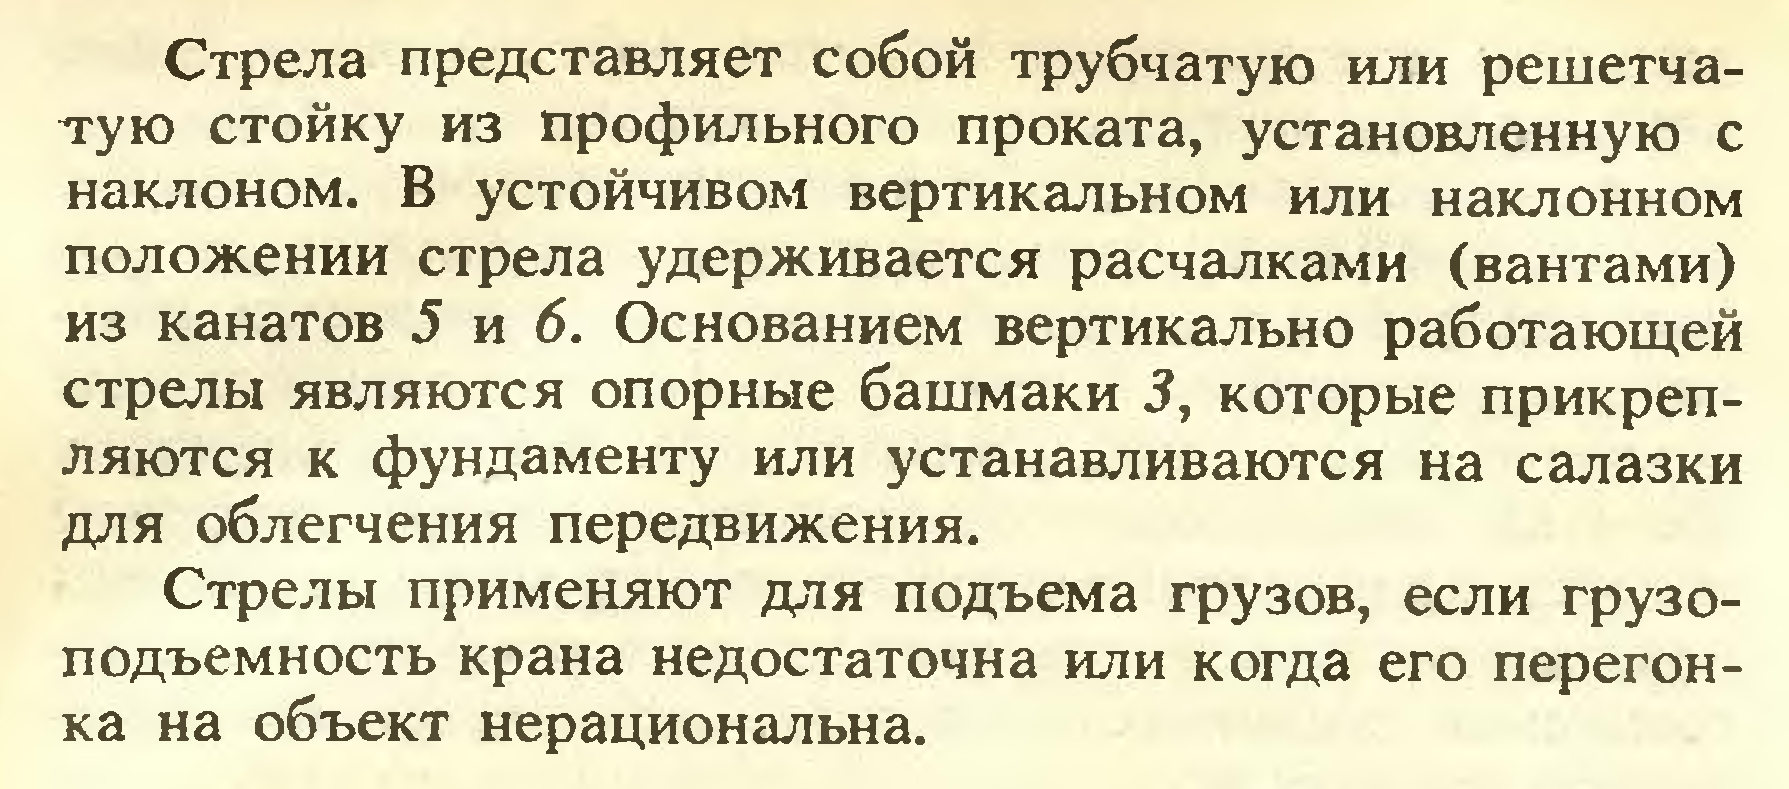 Стрела представляет собой трубчатую или решетча-
тую стойку из профильного проката, установленную с
наклоном. В устойчивом вертикальном или наклонном
положении стрела удерживается расчалками (вантами)
из канатов 5 и 6. Основанием вертикально работающей
стрелы являются опорные башмаки 3, которые прикреп-
ляются к фундаменту или устанавливаются на салазки
для облегчения передвижения.
Стрелы применяют для подъема грузов, если грузо-
подъемность крана недостаточна или когда его перегон-
ка на объект нерациональна.